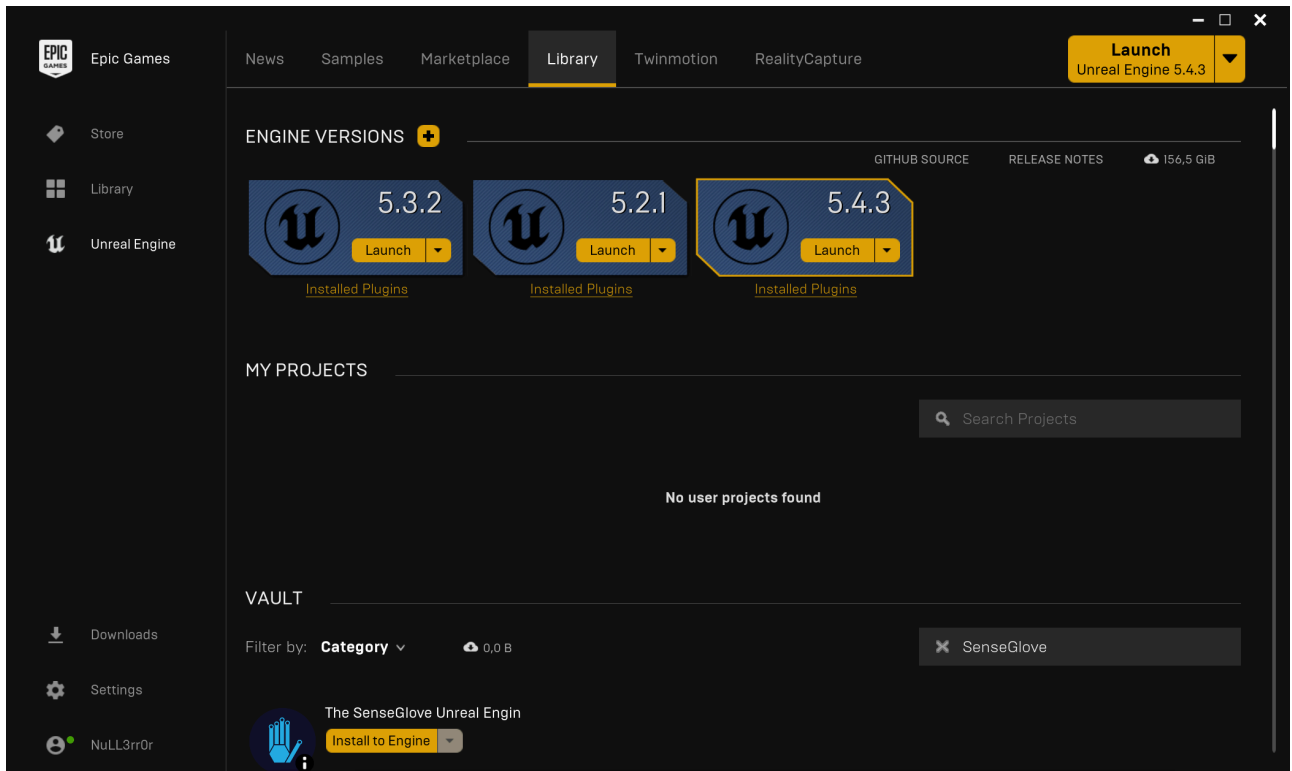 EPIC
GAMES
Epic Games
News
Samples
Marketplace
Library
Twinmotion
RealityCapture
Launch
Unreal Engine 5.4.3
Store
Library
Unreal Engine
ENGINE VERSIONS
GITHUB SOURCE
RELEASE NOTES
156,5 GiB
5.3.2
Launch
Installed Plugins
5.2.1
Launch
Installed Plugins
5.4.3
Launch
Installed Plugins
MY PROJECTS
Search Projects
No user projects found
VAULT
Filter by: Category
0,0 B
SenseGlove
The SenseGlove Unreal Engin
Install to Engine
Downloads
Settings
NuLL3rr0r